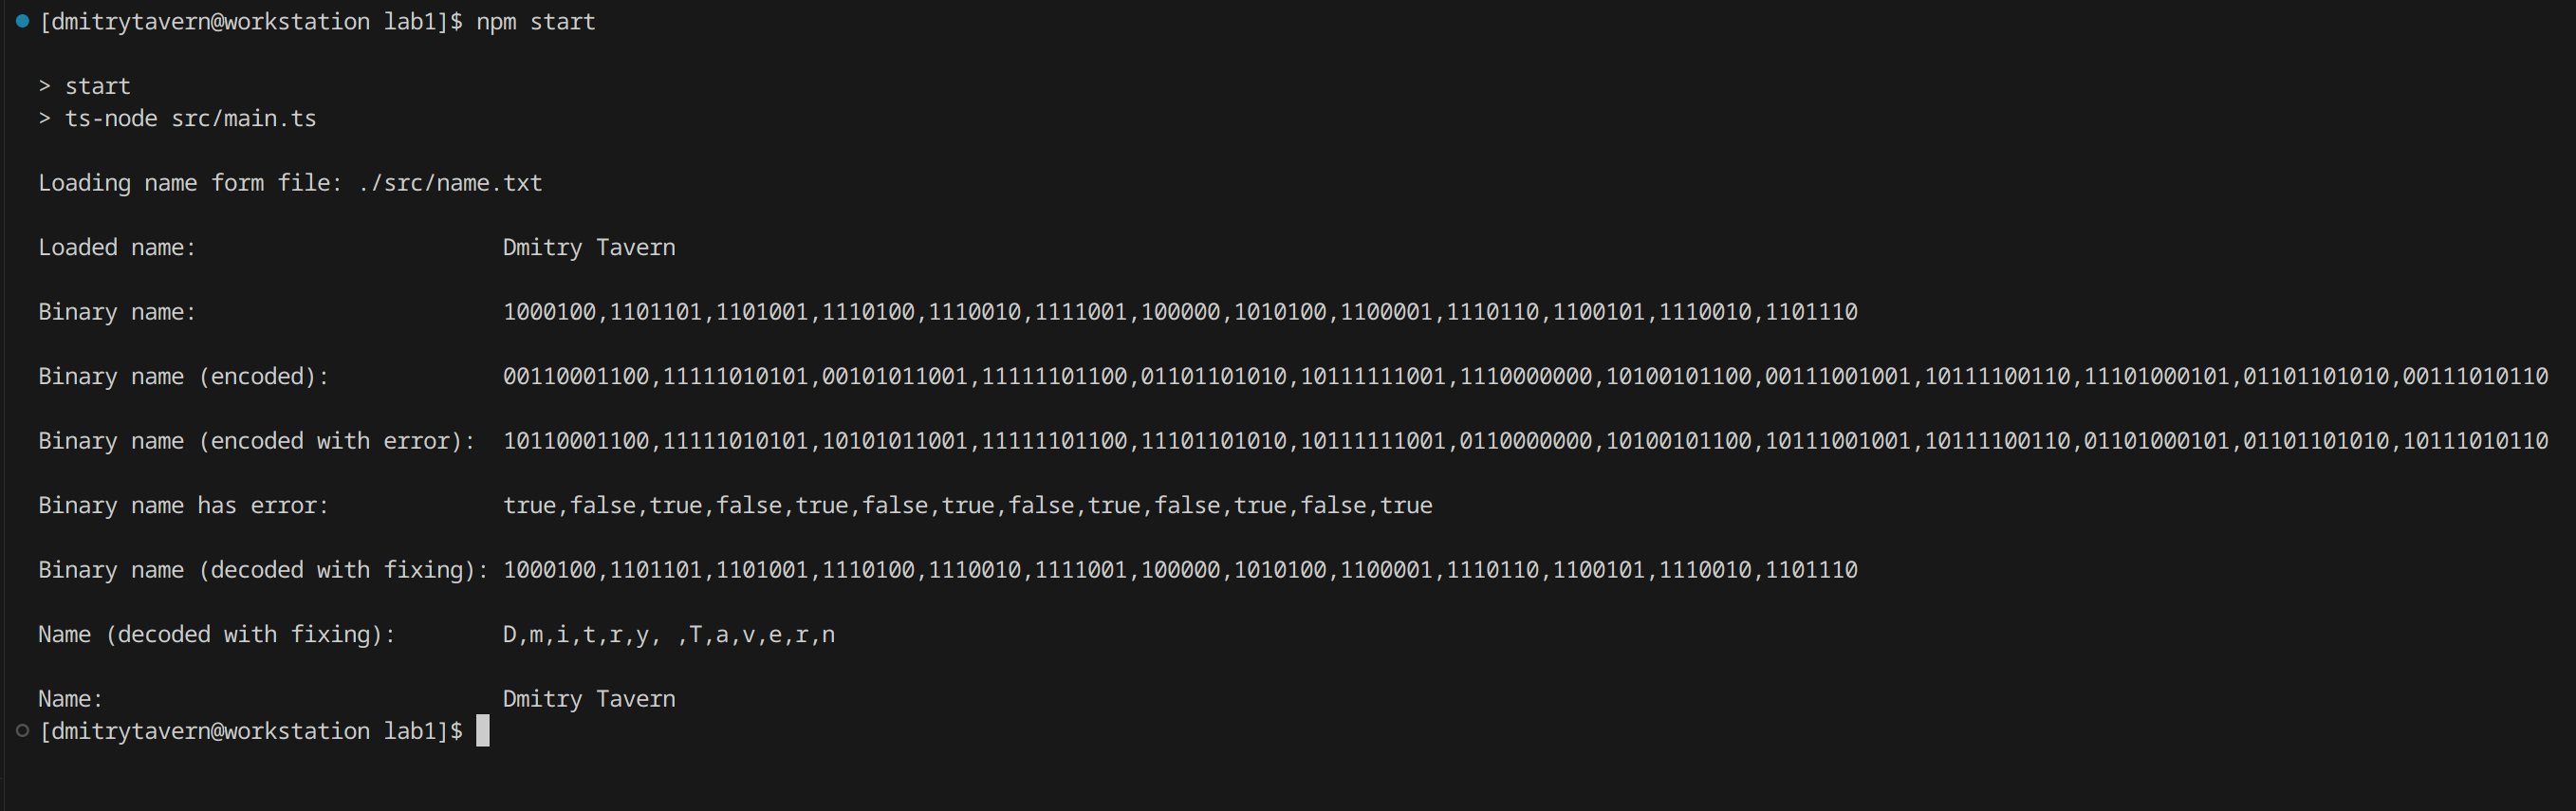 [dmitrytavern@workstation lab1]$ npm start
> start
> ts-node src/main.ts
Loading name form file: ./src/name.txt
Loaded name: Dmitry Tavern
Binary name: 1000100,1101101,1101001,1110100,1110010,1111001,100000,1010100,1100001,1110110,1100101,1110010,1101110
Binary name (encoded): 00110001100,11111010101,00101011001,11111101100,01101101010,10111111001,1110000000,10100101100,00111001001,10111100110,11101000101,01101101010,00111010110
Binary name (encoded with error): 10110001100,11111010101,10101011001,11111101100,11101101010,10111111001,0110000000,10100101100,10111001001,10111100110,01101000101,01101101010,10111010110
Binary name has error: true,false,true,false,true,false,true,false,true,false,true,false,true
Binary name (decoded with fixing): 1000100,1101101,1101001,1110100,1110010,1111001,100000,1010100,1100001,1110110,1100101,1110010,1101110
Name (decoded with fixing): D,m,i,t,r,y, ,T,a,v,e,r,n
Name: Dmitry Tavern
[dmitrytavern@workstation lab1]$